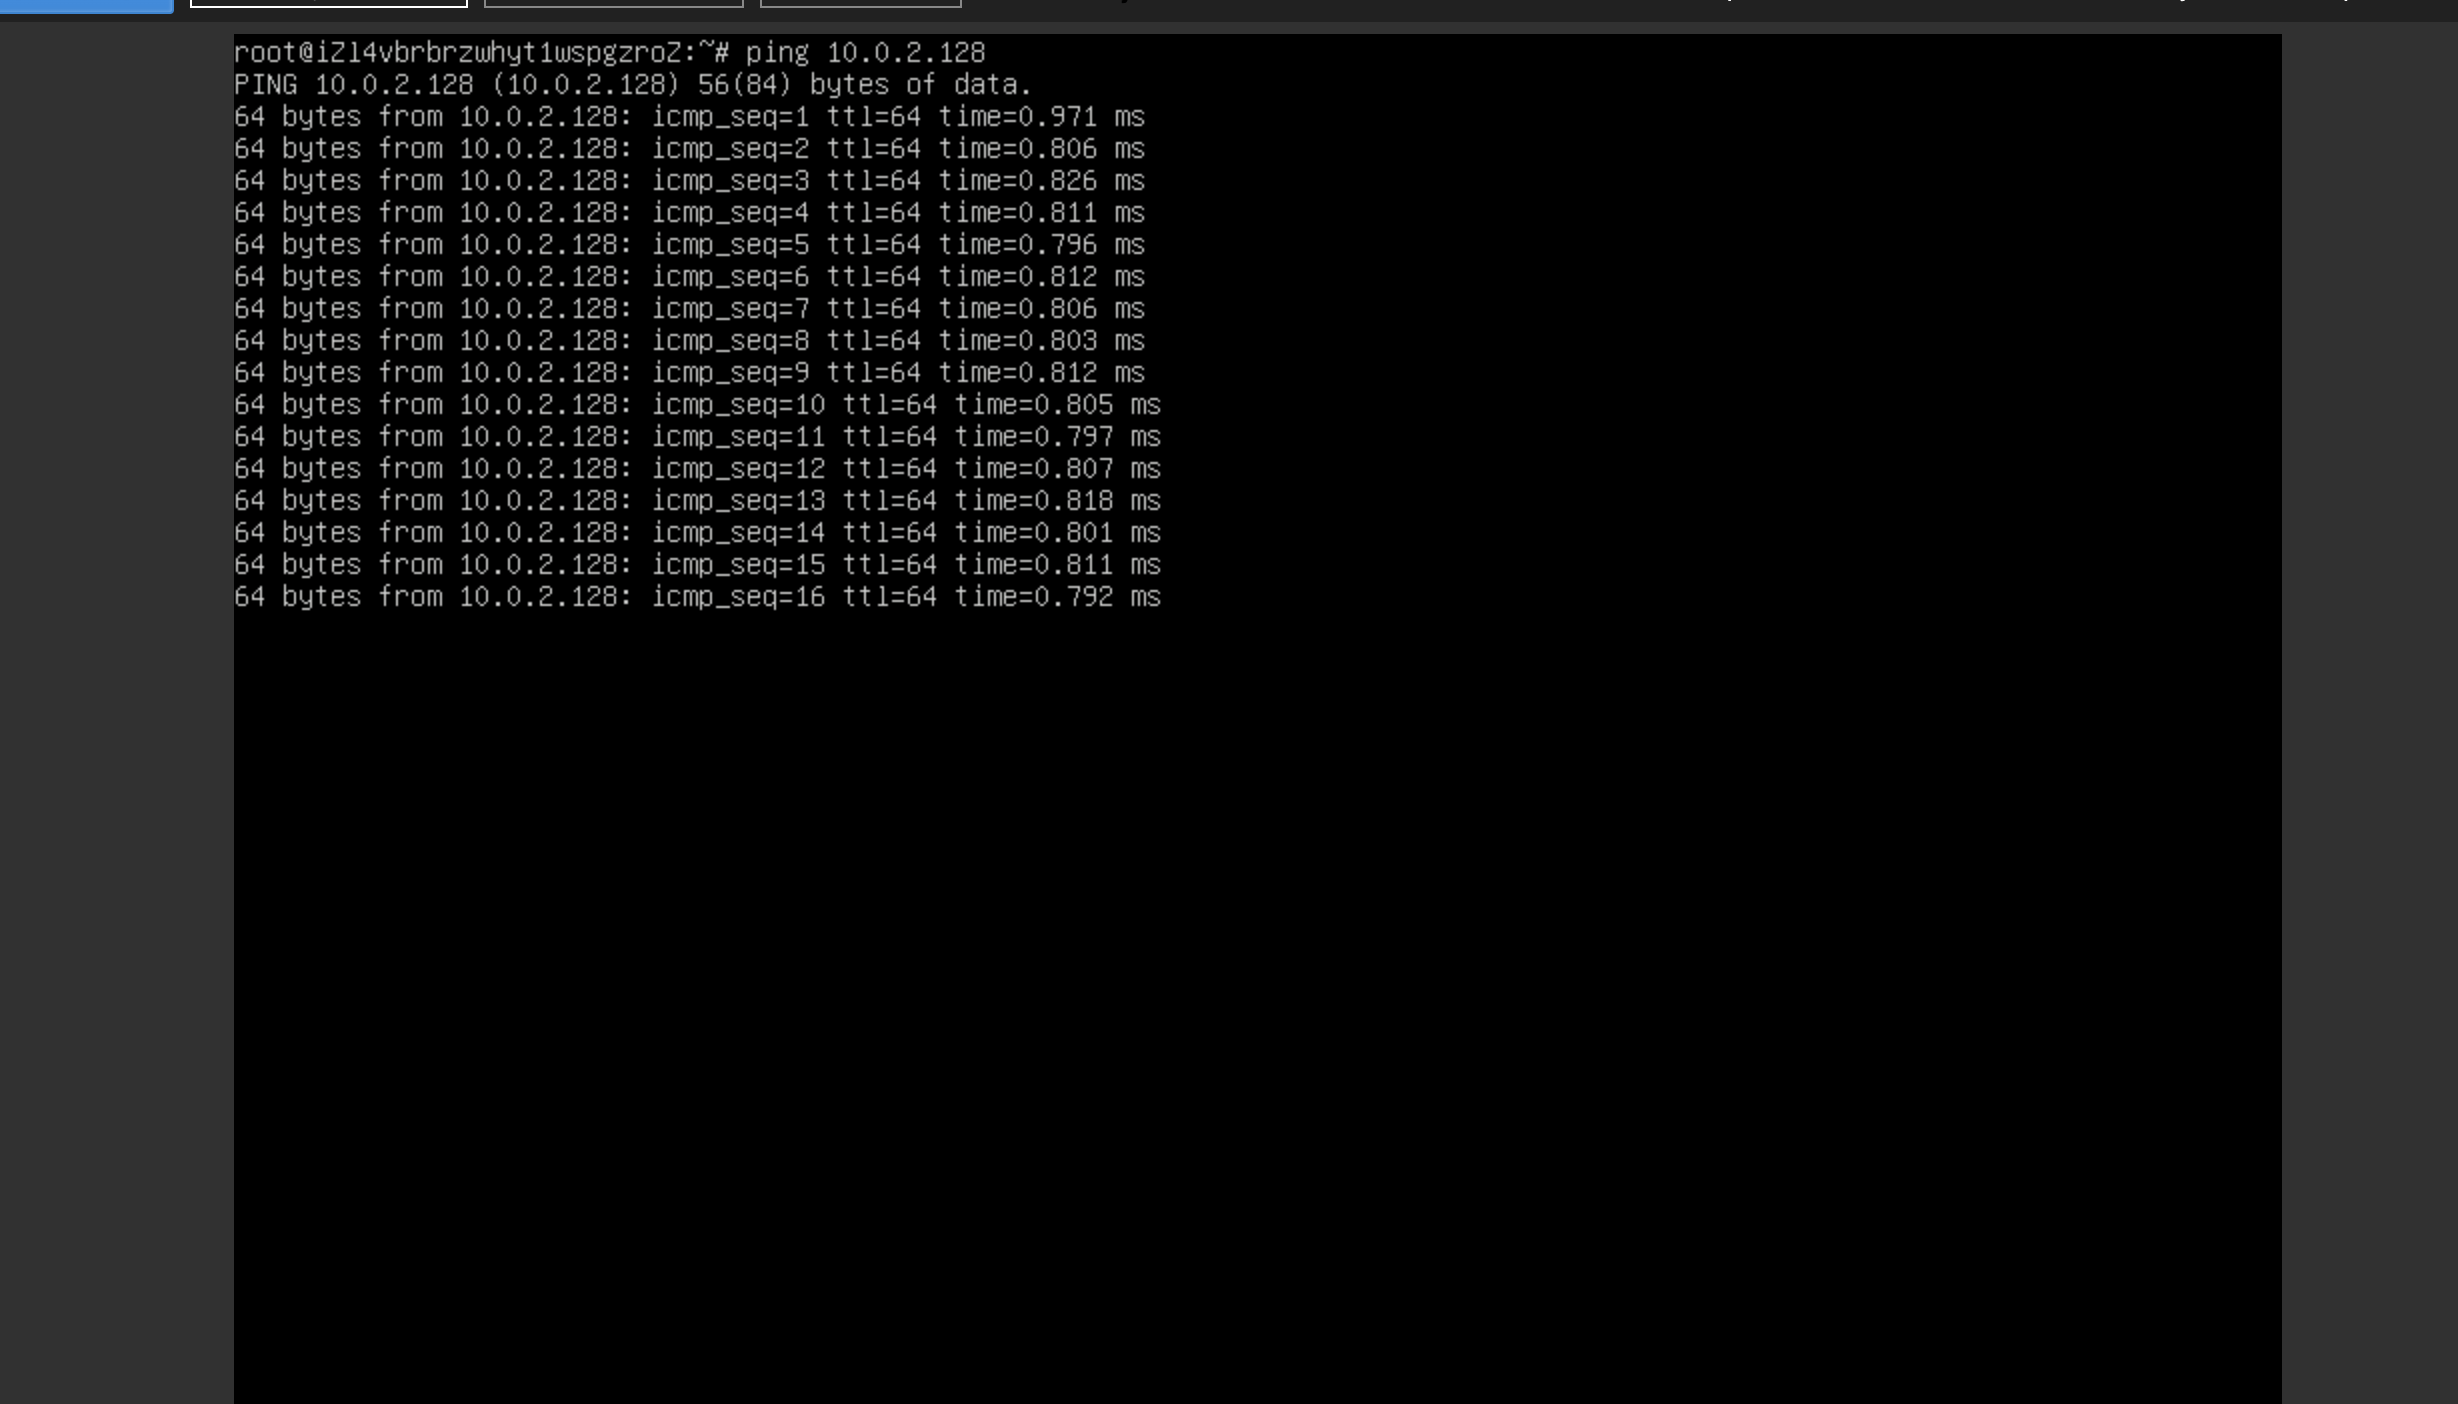 root@iZl4vbrbrzwhyt1wspgzroZ:~# ping 10.0.2.128
PING 10.0.2.128 (10.0.2.128) 56(84) bytes of data.
64 bytes from 10.0.2.128: icmp_seq=1 ttl=64 time=0.971 ms
64 bytes from 10.0.2.128: icmp_seq=2 ttl=64 time=0.806 ms
64 bytes from 10.0.2.128: icmp_seq=3 ttl=64 time=0.826 ms
64 bytes from 10.0.2.128: icmp_seq=4 ttl=64 time=0.811 ms
64 bytes from 10.0.2.128: icmp_seq=5 ttl=64 time=0.796 ms
64 bytes from 10.0.2.128: icmp_seq=6 ttl=64 time=0.812 ms
64 bytes from 10.0.2.128: icmp_seq=7 ttl=64 time=0.806 ms
64 bytes from 10.0.2.128: icmp_seq=8 ttl=64 time=0.803 ms
64 bytes from 10.0.2.128: icmp_seq=9 ttl=64 time=0.812 ms
64 bytes from 10.0.2.128: icmp_seq=10 ttl=64 time=0.805 ms
64 bytes from 10.0.2.128: icmp_seq=11 ttl=64 time=0.797 ms
64 bytes from 10.0.2.128: icmp_seq=12 ttl=64 time=0.807 ms
64 bytes from 10.0.2.128: icmp_seq=13 ttl=64 time=0.818 ms
64 bytes from 10.0.2.128: icmp_seq=14 ttl=64 time=0.801 ms
64 bytes from 10.0.2.128: icmp_seq=15 ttl=64 time=0.811 ms
64 bytes from 10.0.2.128: icmp_seq=16 ttl=64 time=0.792 ms